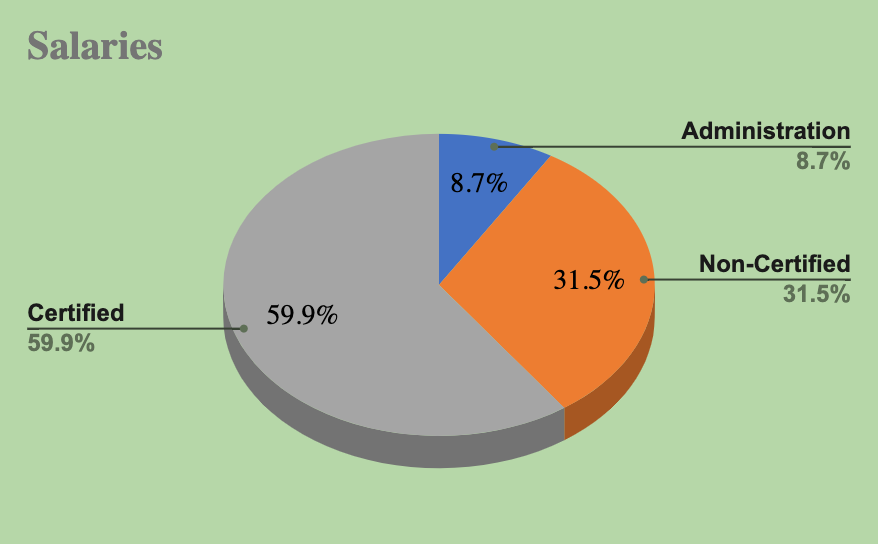 Salaries
Administration
8.7%
8.7%
Non-Certified
31.5%
31.5%
Certified
59.9%
59.9%